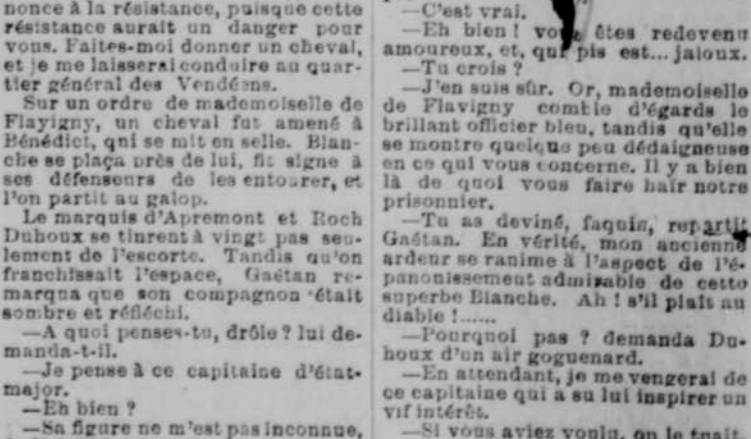 nonce à la résistance, puisque cette
résistance aurait un danger pour
vous. Faites-moi donner un cheval,
et je me laisserai conduire au quar-
tier général des Vendéens.
Sur un ordre de mademoiselle de
Flavigny, un cheval fut amené à
Bénédict, qui se mit en selle. Blan-
che se plaça près de lui, fit signe à
ses défenseurs de les entourer, et
l'on partit au galop.
Le marquis d'Apremont et Roch
Duhoux se tinrent à vingt pas seu-
lement de l'escorte. Tandis qu'on
franchissait l'espace, Gaétan re-
marqua que son compagnon était
sombre et réfléchi.
—A quoi penses-tu, drôle ? lui de-
manda-t-il.
—Je pense à ce capitaine d'état-
major.
—Eh bien ?
—Sa figure ne m'est pas inconnue,
—C'est vrai.
—Eh bien ! vous êtes redevenu
amoureux, et, qui pis est... jaloux.
—Tu crois ?
—J'en suis sûr. Or, mademoiselle
de Flavigny comble d'égards le
brillant officier bleu, tandis qu'elle
se montre quelque peu dédaigneuse
en ce qui vous concerne. Il y a bien
là de quoi vous faire haïr notre
prisonnier.
—Tu as deviné, faquin, repartit
Gaétan. En vérité, mon ancienne
ardeur se ranime à l'aspect de l'é-
panonissement admirable de cette
superbe Blanche. Ah ! s'il plaît au
diable !......
—Pourquoi pas ? demanda Du-
houx d'un air goguenard.
—En attendant, je me vengerai de
ce capitaine qui a su lui inspirer un
vif intérêt.
—Si vous aviez voulu, on le tuait.